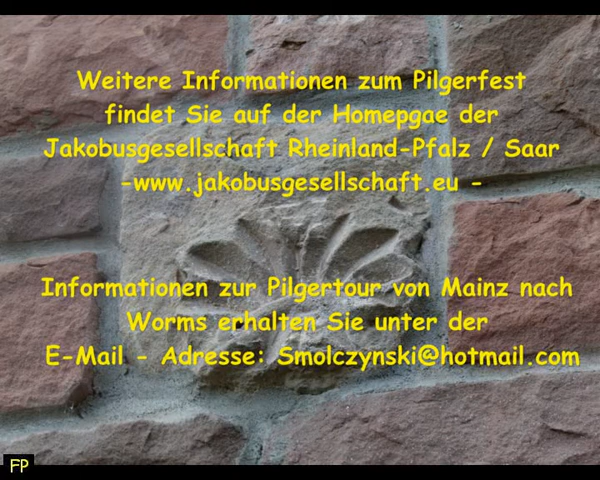 Weitere Informationen zum Pilgerfest
findet Sie auf der Homepgae der
Jakobusgesellschaft Rheinland-Pfalz / Saar
-www.jakobusgesellschaft.eu -
Informationen zur Pilgertour von Mainz nach
Worms erhalten Sie unter der
E-Mail - Adresse: Smolczynski@hotmail.com
FP